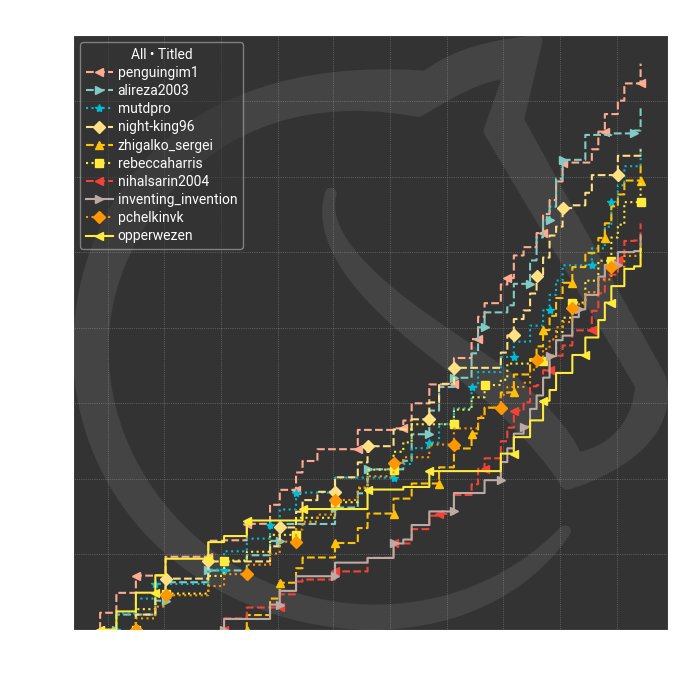 All • Titled
penguingim1
alireza2003
mutdpro
night-king96
zhigalko_sergei
rebeccaharris
nihalsarin2004
inventing_invention
pchelkinvk
opperwezen